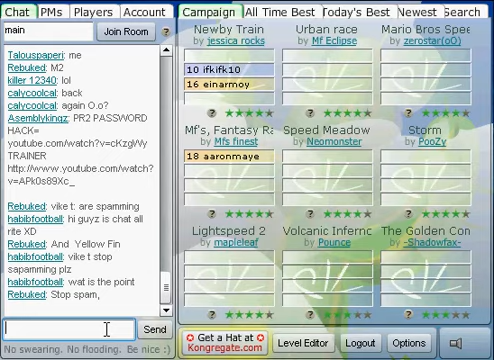 Chat PMs Players Account
main Join Room ?
Talouspaperi: me
Rebuked: M2
killer 12340: lol
calycoolcal: back
calycoolcal: again O.o?
Asemblykingz: PR2 PASSWORD
HACK=
youtube.com/watch?v=cKzgWy
TRAINER
http://www.youtube.com/watch?
v=APk0s89Xc_
Rebuked: vike t: are spamming
habibfootball: hi guyz is chat all
rite XD
Rebuked: And Yellow Fin
habibfootball: vike t stop
sapamming plz
habibfootball: wat is the point
Rebuked: Stop spam,
Send
No swearing. No flooding. Be nice :)
Campaign All Time Best Today's Best Newest Search
Newby Train
by jessica rocks
10 ifkifk10
16 einarmoy
?
Urban race
by Mf Eclipse
?
Mario Bros Spee
by zerostar(oO)
?
Mf's, Fantasy Ra
by Mfs finest
18 aaronmaye
?
Speed Meadow
by Neomonster
?
Storm
by PooZy
?
Lightspeed 2
by mapleleaf
?
Volcanic Inferno
by Pounce
?
The Golden Con
by -Shadowfax-
?
Get a Hat at
Kongregate.com
Level Editor Logout Options